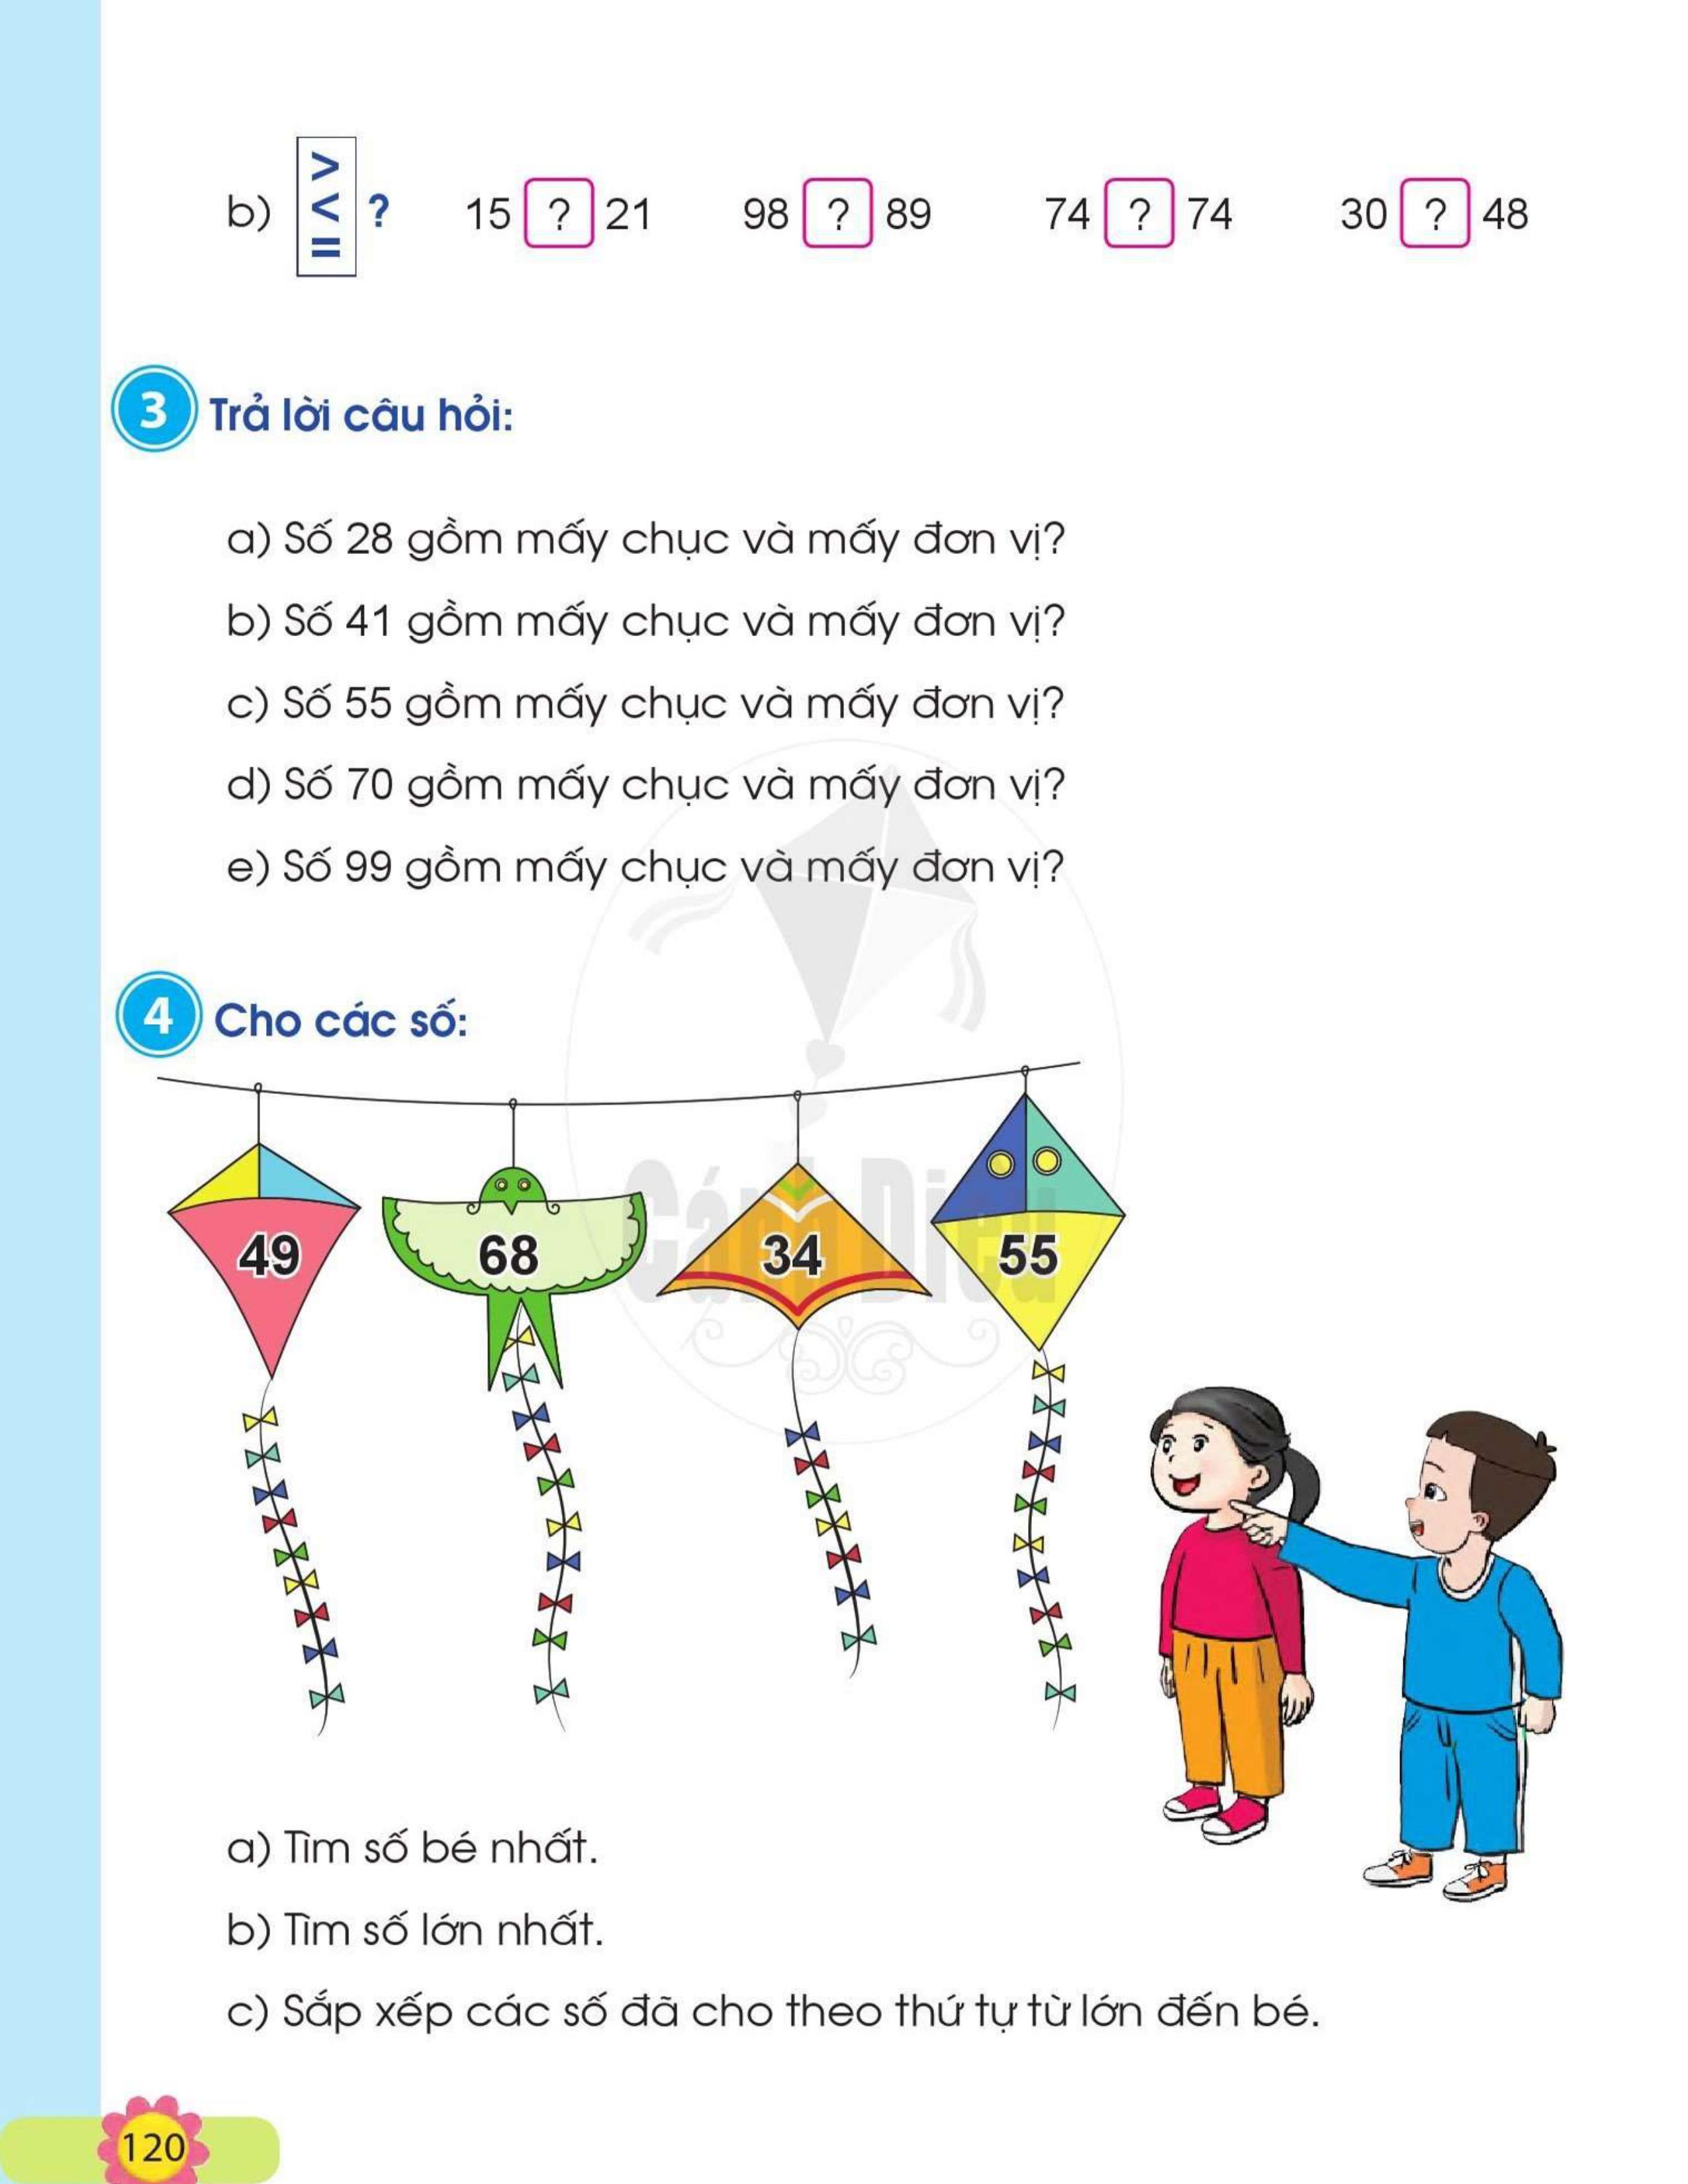 b) > < = ? 15 ? 21 98 ? 89 74 ? 74 30 ? 48
3 Trả lời câu hỏi:
a) Số 28 gồm mấy chục và mấy đơn vị?
b) Số 41 gồm mấy chục và mấy đơn vị?
c) Số 55 gồm mấy chục và mấy đơn vị?
d) Số 70 gồm mấy chục và mấy đơn vị?
e) Số 99 gồm mấy chục và mấy đơn vị?
4 Cho các số:
49 68 34 55
Cánh Diều
a) Tìm số bé nhất.
b) Tìm số lớn nhất.
c) Sắp xếp các số đã cho theo thứ tự từ lớn đến bé.
120